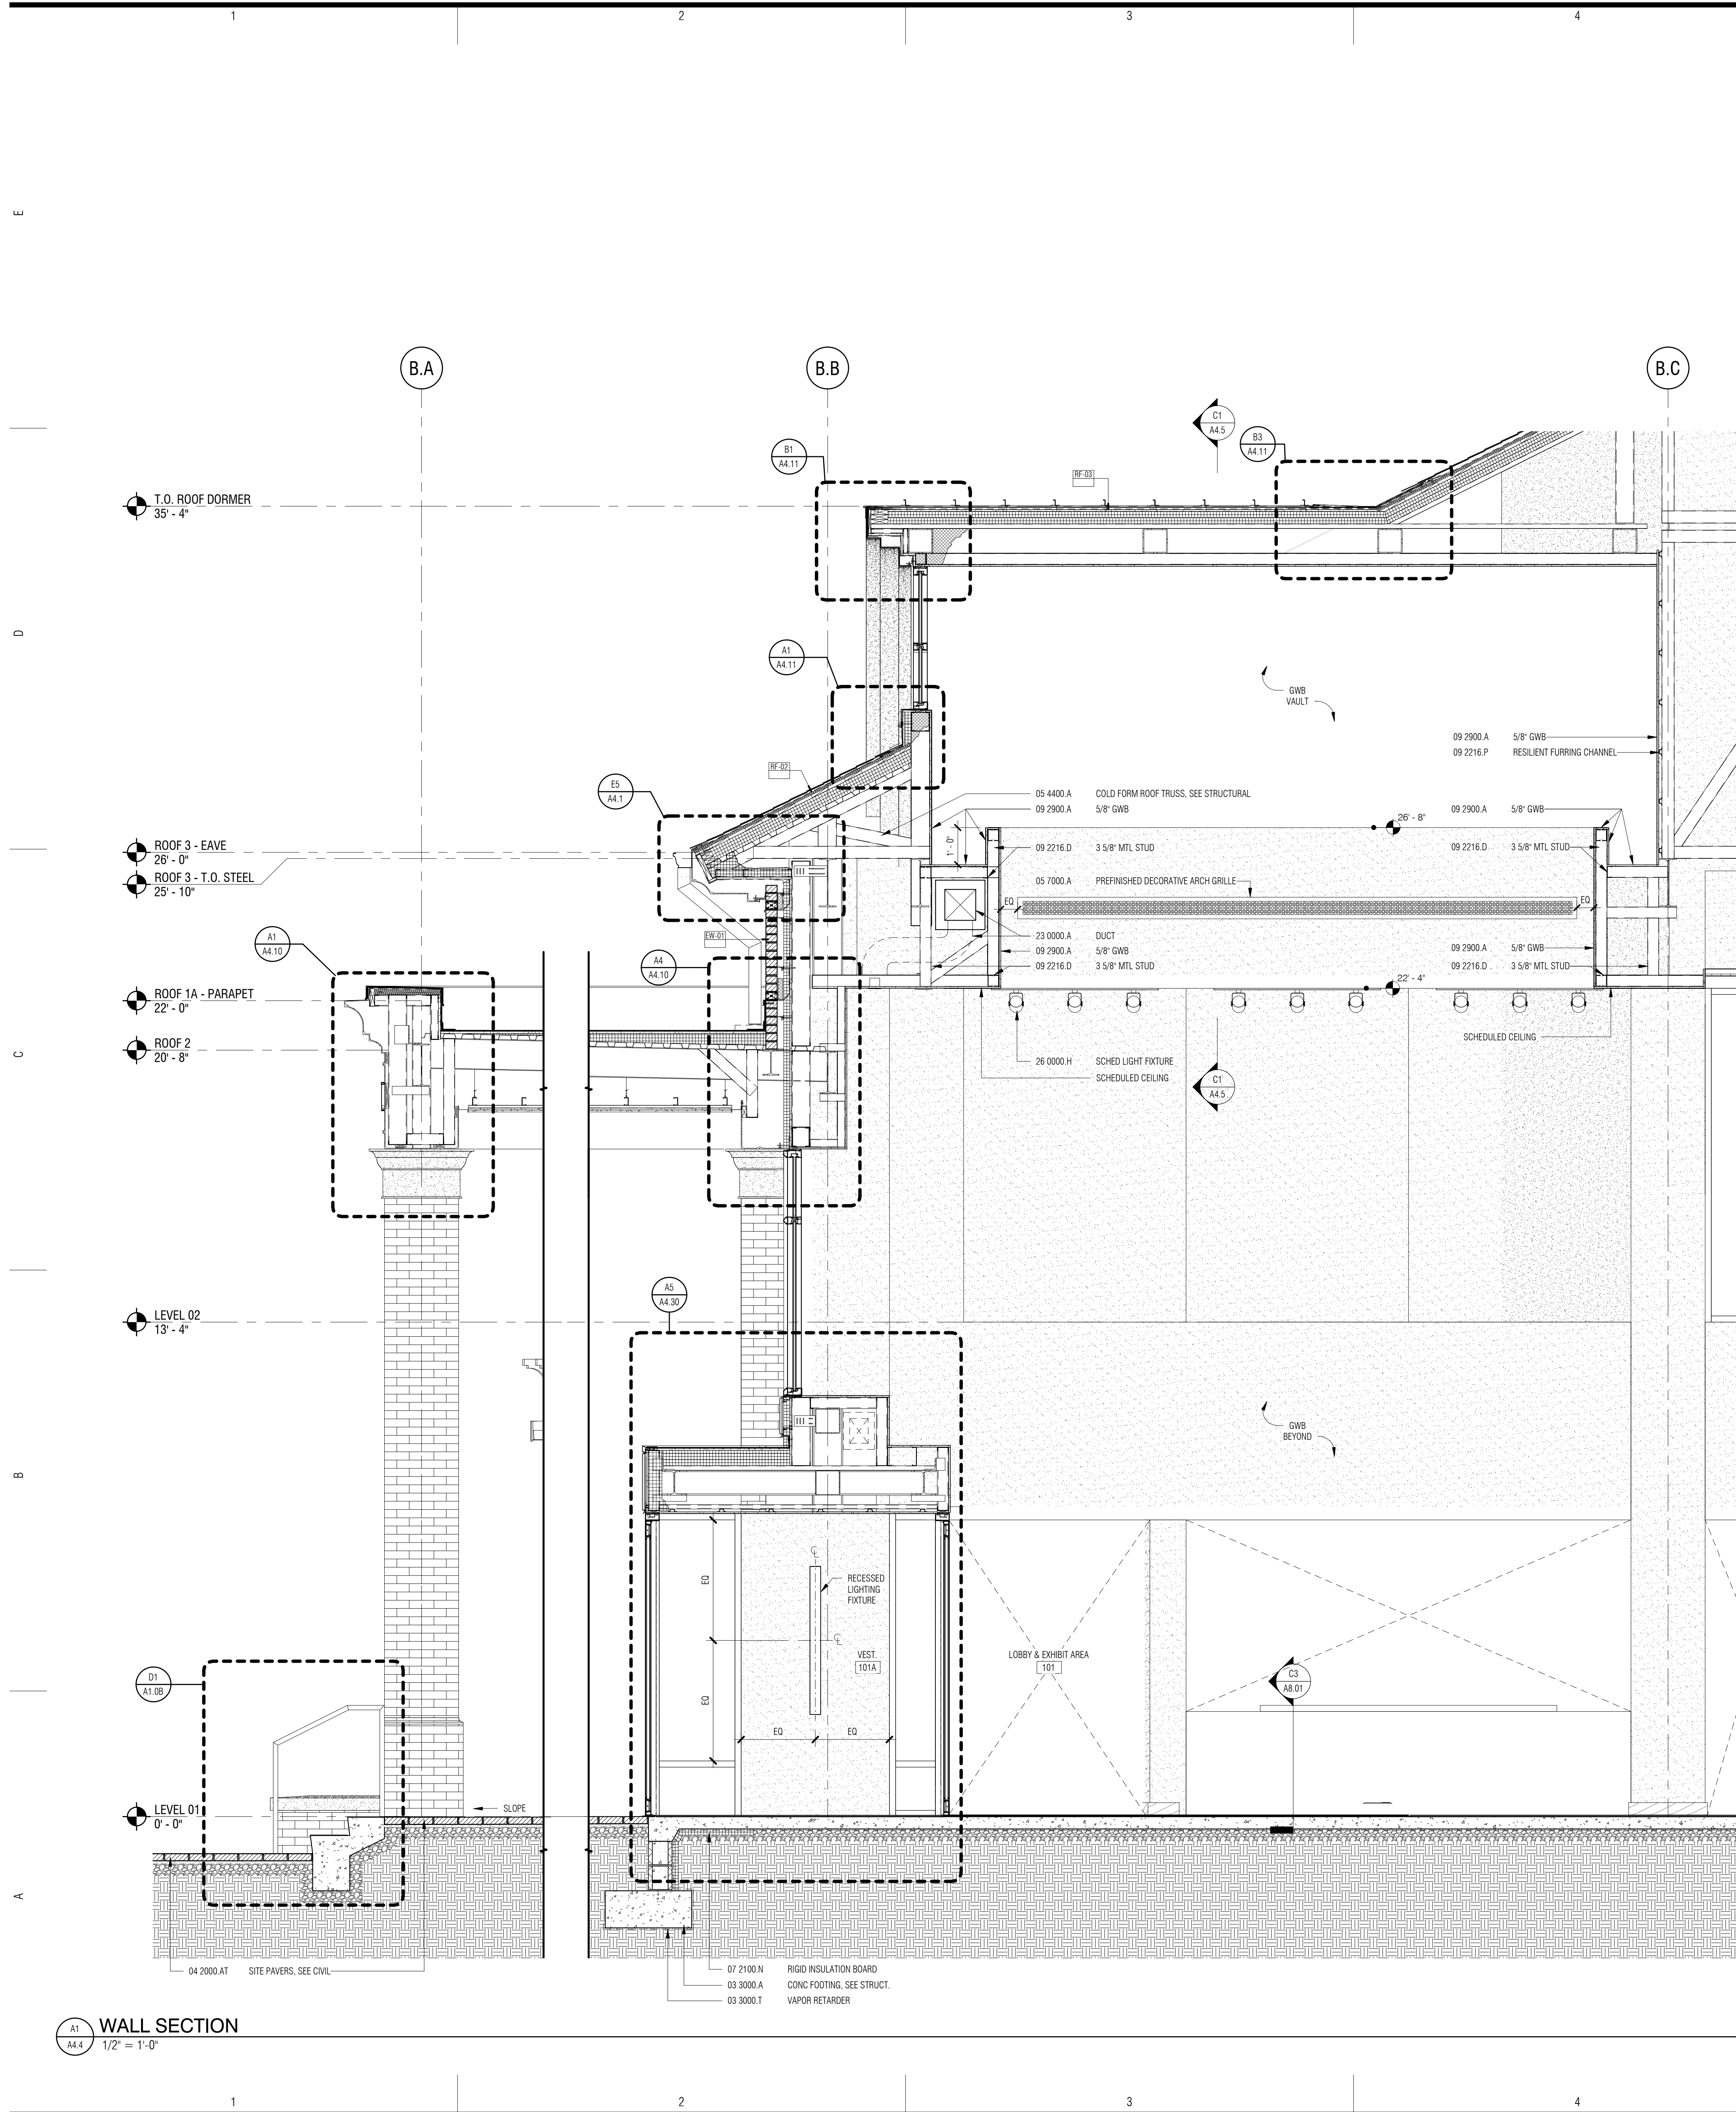 1 2 3 4
E
B.A B.B B.C
C1
A4.5
B3
A4.11
B1
A4.11
RF-03
T.O. ROOF DORMER
35' - 4"
D
A1
A4.11
GWB
VAULT
09 2900.A 5/8" GWB
09 2216.P RESILIENT FURRING CHANNEL
RF-02
E5
A4.1
05 4400.A COLD FORM ROOF TRUSS, SEE STRUCTURAL
09 2900.A 5/8" GWB
09 2900.A 5/8" GWB
26' - 8"
1' - 0"
ROOF 3 - EAVE
26' - 0"
09 2216.D 3 5/8" MTL STUD
09 2216.D 3 5/8" MTL STUD
ROOF 3 - T.O. STEEL
25' - 10"
05 7000.A PREFINISHED DECORATIVE ARCH GRILLE
EQ EQ
EW-01
23 0000.A DUCT
09 2900.A 5/8" GWB
09 2216.D 3 5/8" MTL STUD
09 2900.A 5/8" GWB
09 2216.D 3 5/8" MTL STUD
A1
A4.10
A4
A4.10
22' - 4"
ROOF 1A - PARAPET
22' - 0"
ROOF 2
20' - 8"
C
SCHEDULED CEILING
26 0000.H SCHED LIGHT FIXTURE
SCHEDULED CEILING
C1
A4.5
A5
A4.30
LEVEL 02
13' - 4"
GWB
BEYOND
B
EQ
RECESSED
LIGHTING
FIXTURE
VEST.
101A
LOBBY & EXHIBIT AREA
101
D1
A1.0B
C3
A8.01
EQ
EQ EQ
LEVEL 01
0' - 0"
SLOPE
A
04 2000.AT SITE PAVERS, SEE CIVIL
07 2100.N RIGID INSULATION BOARD
03 3000.A CONC FOOTING, SEE STRUCT.
03 3000.T VAPOR RETARDER
A1
A4.4
WALL SECTION
1/2" = 1'-0"
1 2 3 4